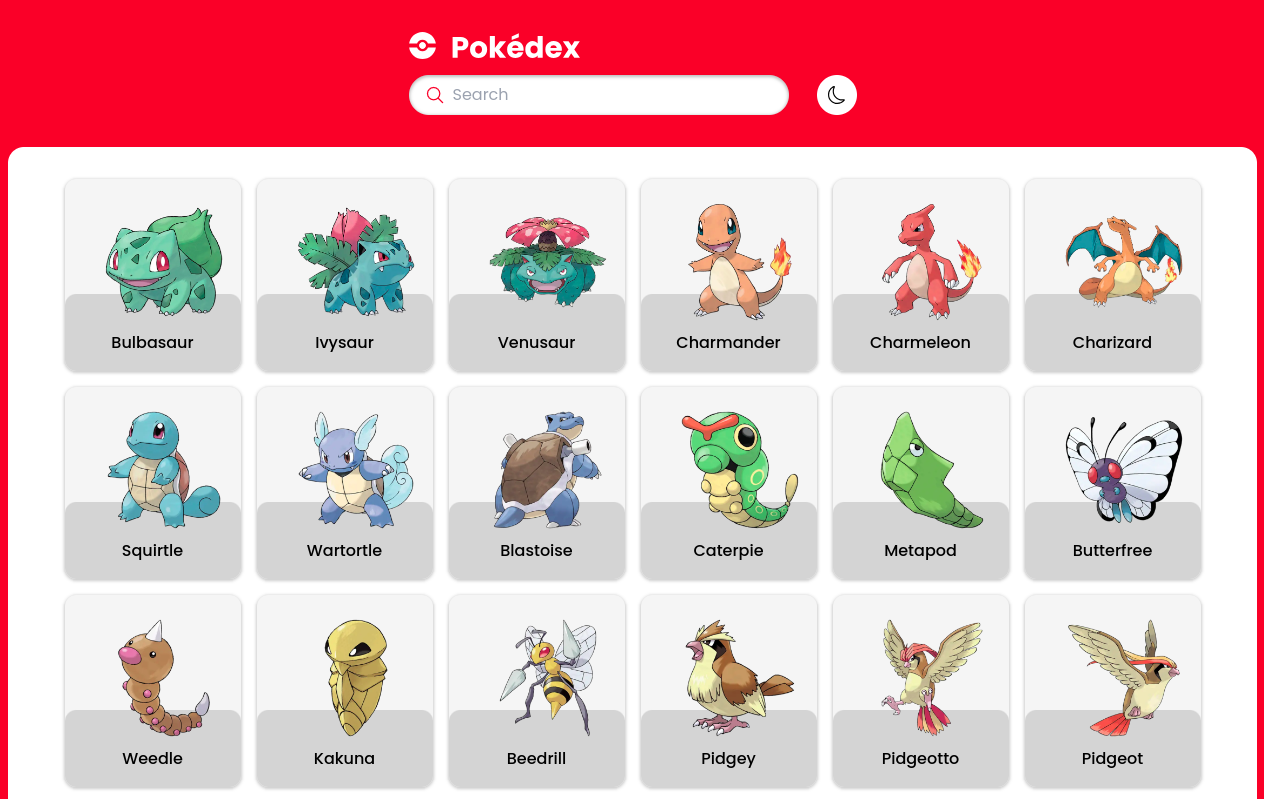 Pokédex
Search
Bulbasaur
Ivysaur
Venusaur
Charmander
Charmeleon
Charizard
Squirtle
Wartortle
Blastoise
Caterpie
Metapod
Butterfree
Weedle
Kakuna
Beedrill
Pidgey
Pidgeotto
Pidgeot